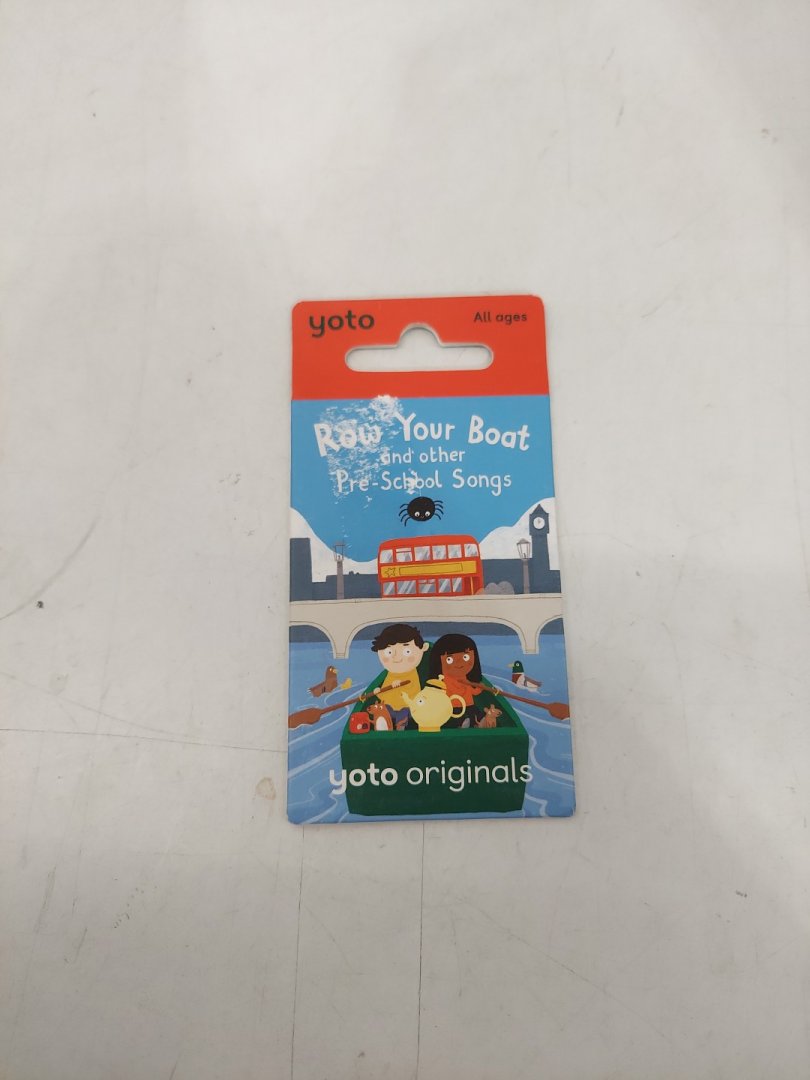 yoto
All ages
Row Your Boat
and other
Pre-School Songs
yoto originals